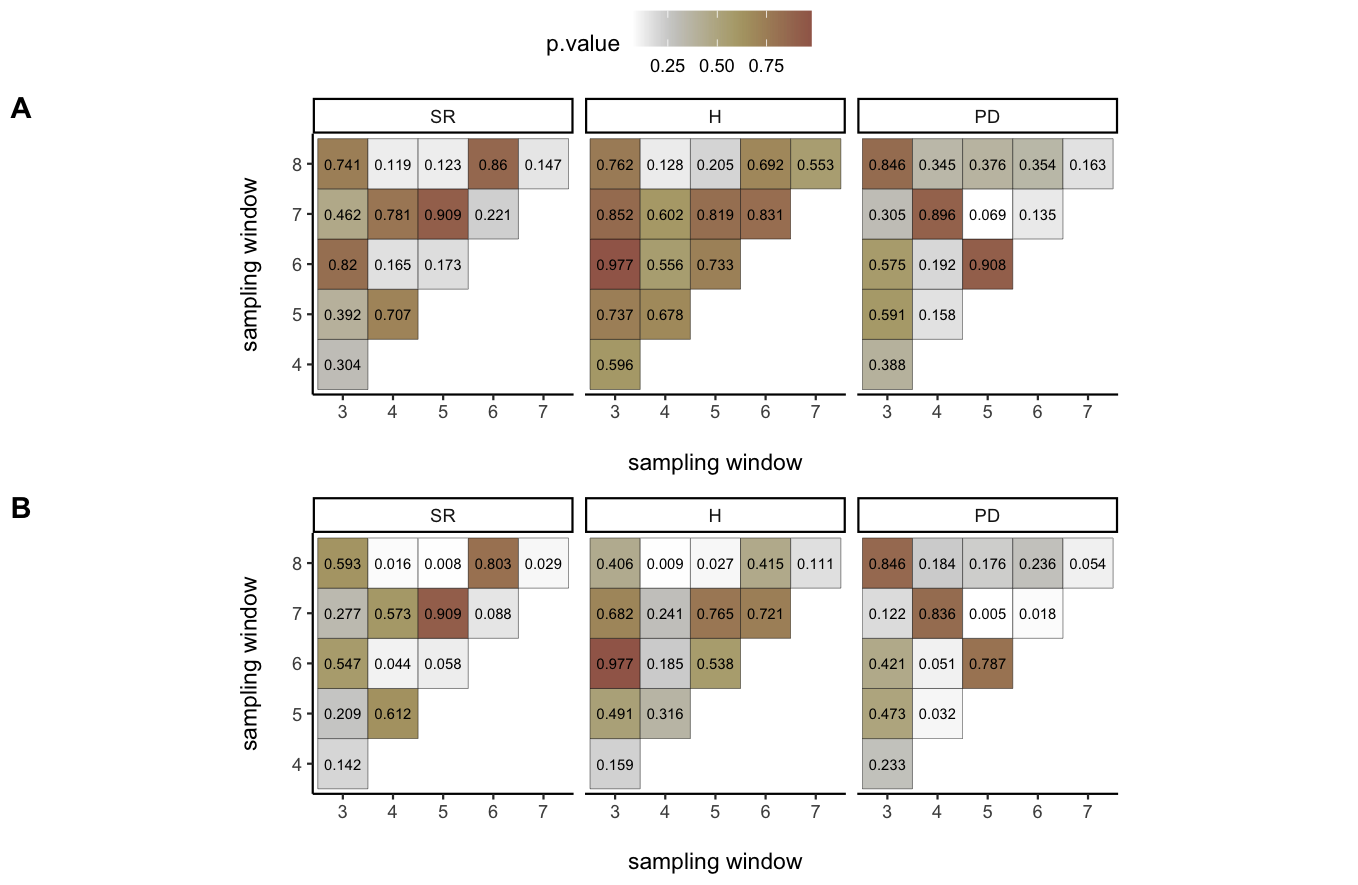 p.value
0.25 0.50 0.75
A
SR H PD
8 0.741 0.119 0.123 0.86 0.147 0.762 0.128 0.205 0.692 0.553 0.846 0.345 0.376 0.354 0.163
7 0.462 0.781 0.909 0.221 0.852 0.602 0.819 0.831 0.305 0.896 0.069 0.135
6 0.82 0.165 0.173 0.977 0.556 0.733 0.575 0.192 0.908
5 0.392 0.707 0.737 0.678 0.591 0.158
4 0.304 0.596 0.388
sampling window
3 4 5 6 7 3 4 5 6 7 3 4 5 6 7
sampling window
B
SR H PD
8 0.593 0.016 0.008 0.803 0.029 0.406 0.009 0.027 0.415 0.111 0.846 0.184 0.176 0.236 0.054
7 0.277 0.573 0.909 0.088 0.682 0.241 0.765 0.721 0.122 0.836 0.005 0.018
6 0.547 0.044 0.058 0.977 0.185 0.538 0.421 0.051 0.787
5 0.209 0.612 0.491 0.316 0.473 0.032
4 0.142 0.159 0.233
sampling window
3 4 5 6 7 3 4 5 6 7 3 4 5 6 7
sampling window